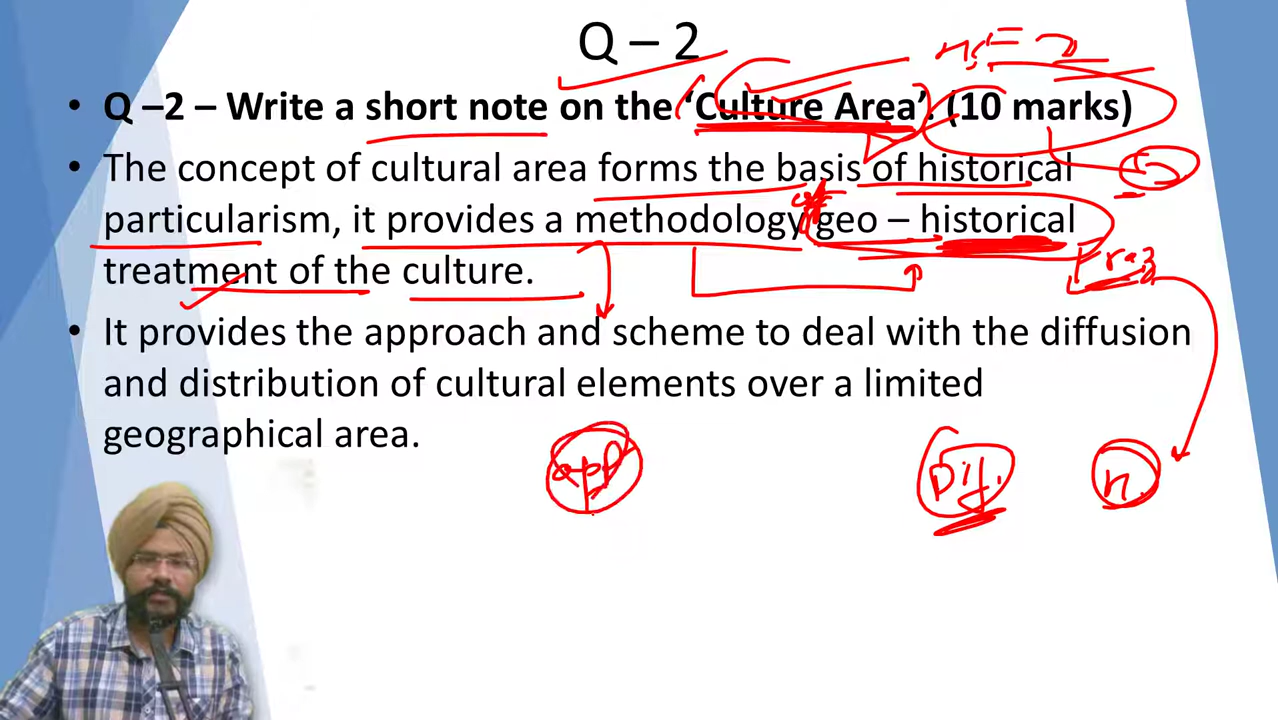 Q – 2
• Q –2 – Write a short note on the ‘Culture Area’. (10 marks)
• The concept of cultural area forms the basis of historical
particularism, it provides a methodology geo – historical
treatment of the culture.
• It provides the approach and scheme to deal with the diffusion
and distribution of cultural elements over a limited
geographical area.
app
Dif.
n